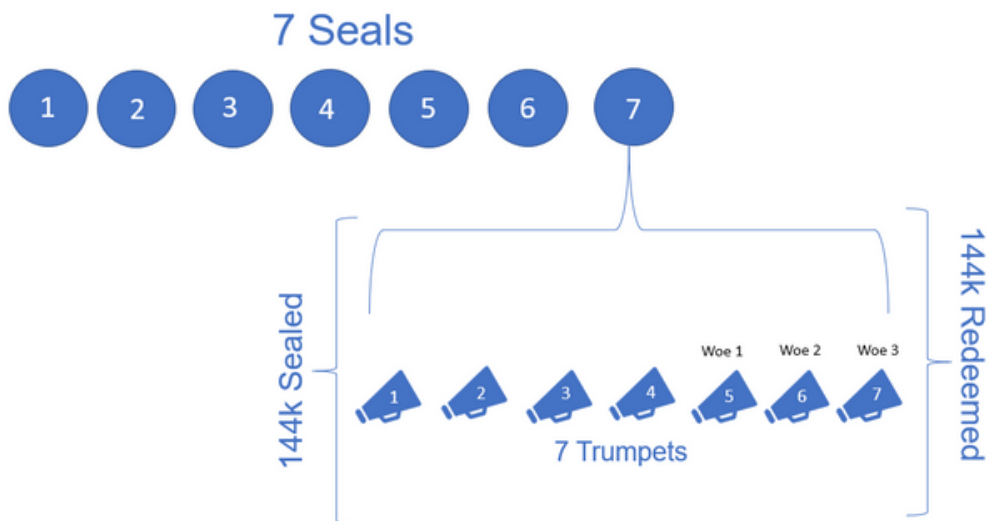 7 Seals
1 2 3 4 5 6 7
144k Sealed
144k Redeemed
Woe 1 Woe 2 Woe 3
1 2 3 4 5 6 7
7 Trumpets